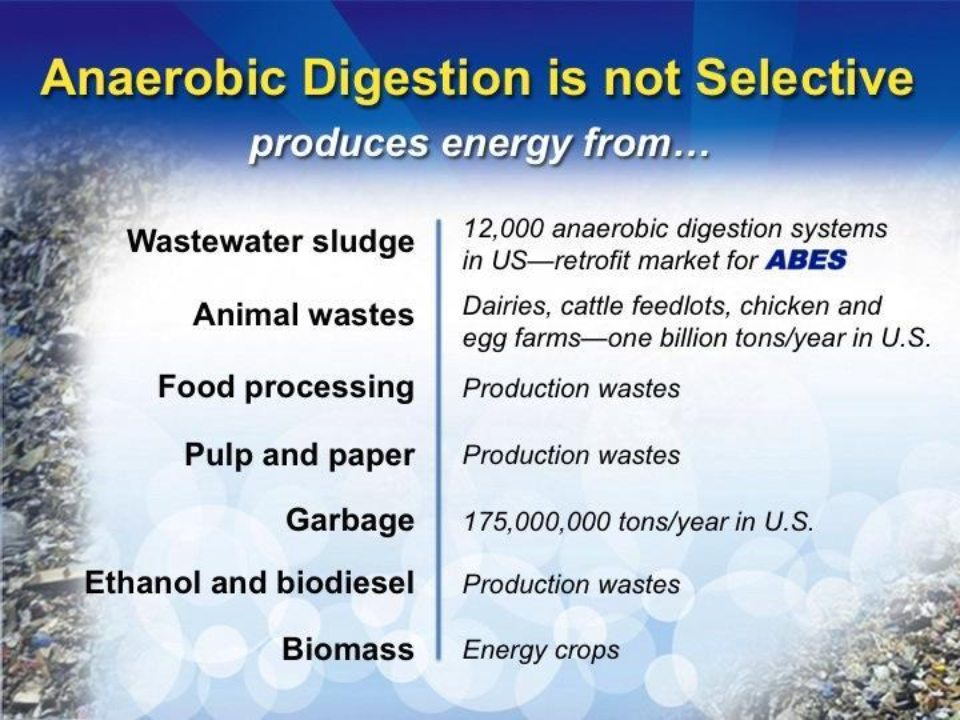 Anaerobic Digestion is not Selective
produces energy from…
Wastewater sludge
12,000 anaerobic digestion systems
in US—retrofit market for ABES
Animal wastes
Dairies, cattle feedlots, chicken and
egg farms—one billion tons/year in U.S.
Food processing
Production wastes
Pulp and paper
Production wastes
Garbage
175,000,000 tons/year in U.S.
Ethanol and biodiesel
Production wastes
Biomass
Energy crops